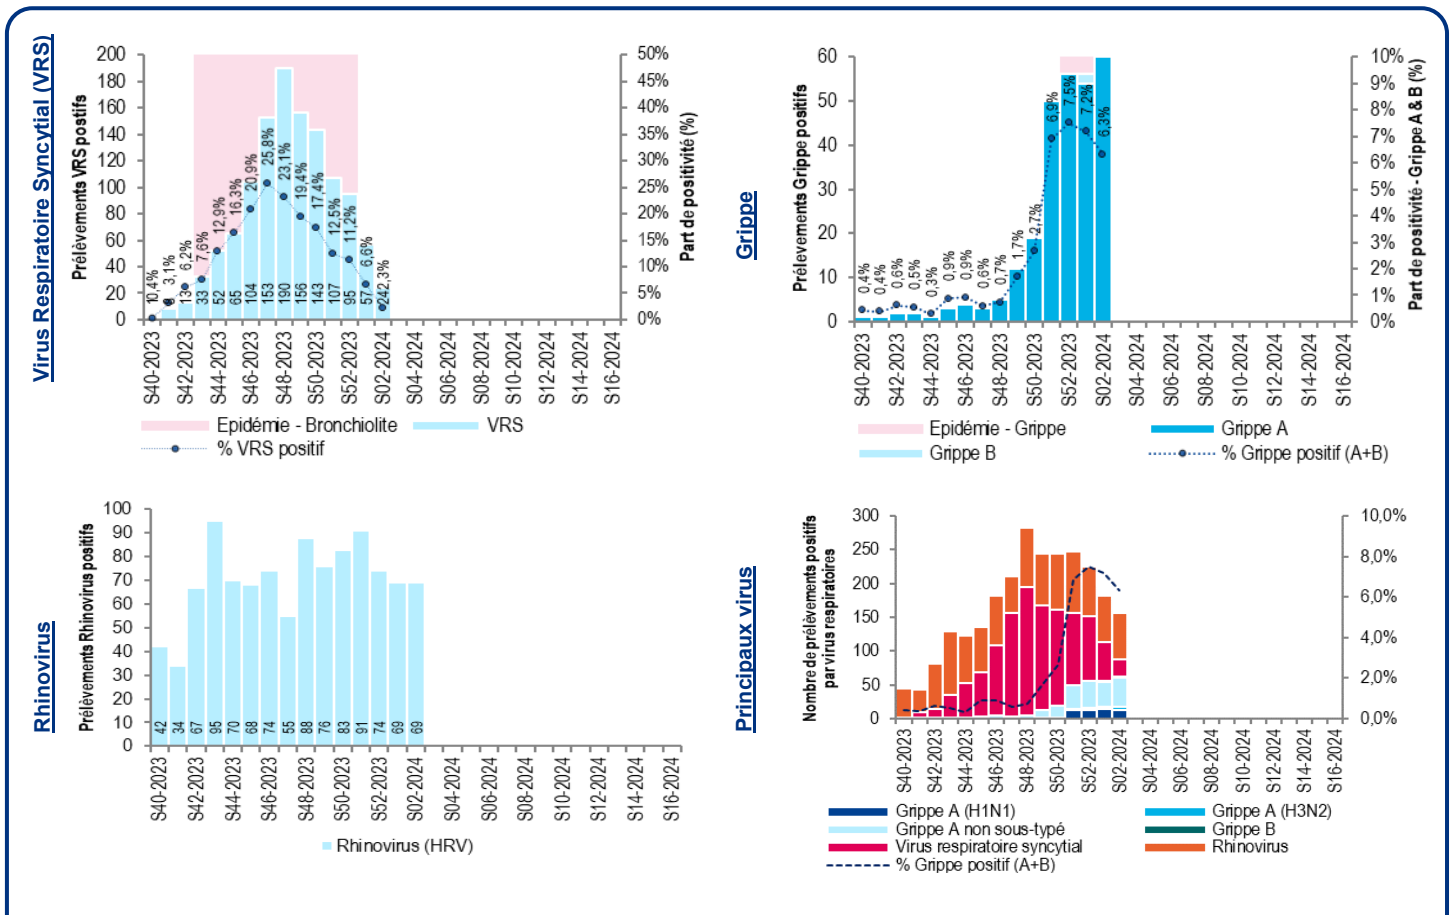 Virus Respiratoire Syncytial (VRS)
Prélèvements VRS postifs
200
180
160
140
120
100
80
60
40
20
0
50%
45%
40%
35%
30%
25%
20%
15%
10%
5%
0%
Part de positivité (%)
3,1%
6,2%
7,6%
12,9%
16,3%
20,9%
25,8%
23,1%
19,4%
17,4%
12,5%
11,2%
6,6%
2,3%
13
33
52
65
104
153
190
156
143
107
95
57
24
S40-2023
S42-2023
S44-2023
S46-2023
S48-2023
S50-2023
S52-2023
S02-2024
S04-2024
S06-2024
S08-2024
S10-2024
S12-2024
S14-2024
S16-2024
Epidémie - Bronchiolite
VRS
% VRS positif
Grippe
Prélevements Grippe positifs
60
50
40
30
20
10
0
10%
9%
8%
7%
6%
5%
4%
3%
2%
1%
0%
Part de positivité - Grippe A & B (%)
0,4%
0,4%
0,6%
0,5%
0,3%
0,9%
0,9%
0,6%
0,7%
1,7%
2,7%
6,9%
7,5%
7,2%
6,3%
S40-2023
S42-2023
S44-2023
S46-2023
S48-2023
S50-2023
S52-2023
S02-2024
S04-2024
S06-2024
S08-2024
S10-2024
S12-2024
S14-2024
S16-2024
Epidémie - Grippe
Grippe A
Grippe B
% Grippe positif (A+B)
Rhinovirus
Prélèvements Rhinovirus positifs
100
90
80
70
60
50
40
30
20
10
0
42
34
67
95
70
68
74
55
88
76
83
91
74
69
69
S40-2023
S42-2023
S44-2023
S46-2023
S48-2023
S50-2023
S52-2023
S02-2024
S04-2024
S06-2024
S08-2024
S10-2024
S12-2024
S14-2024
S16-2024
Rhinovirus (HRV)
Principaux virus
Nombre de prélèvements positifs
par virus respiratoires
300
250
200
150
100
50
0
10,0%
8,0%
6,0%
4,0%
2,0%
0,0%
S40-2023
S42-2023
S44-2023
S46-2023
S48-2023
S50-2023
S52-2023
S02-2024
S04-2024
S06-2024
S08-2024
S10-2024
S12-2024
S14-2024
S16-2024
Grippe A (H1N1)
Grippe A (H3N2)
Grippe A non sous-typé
Grippe B
Virus respiratoire syncytial
Rhinovirus
% Grippe positif (A+B)